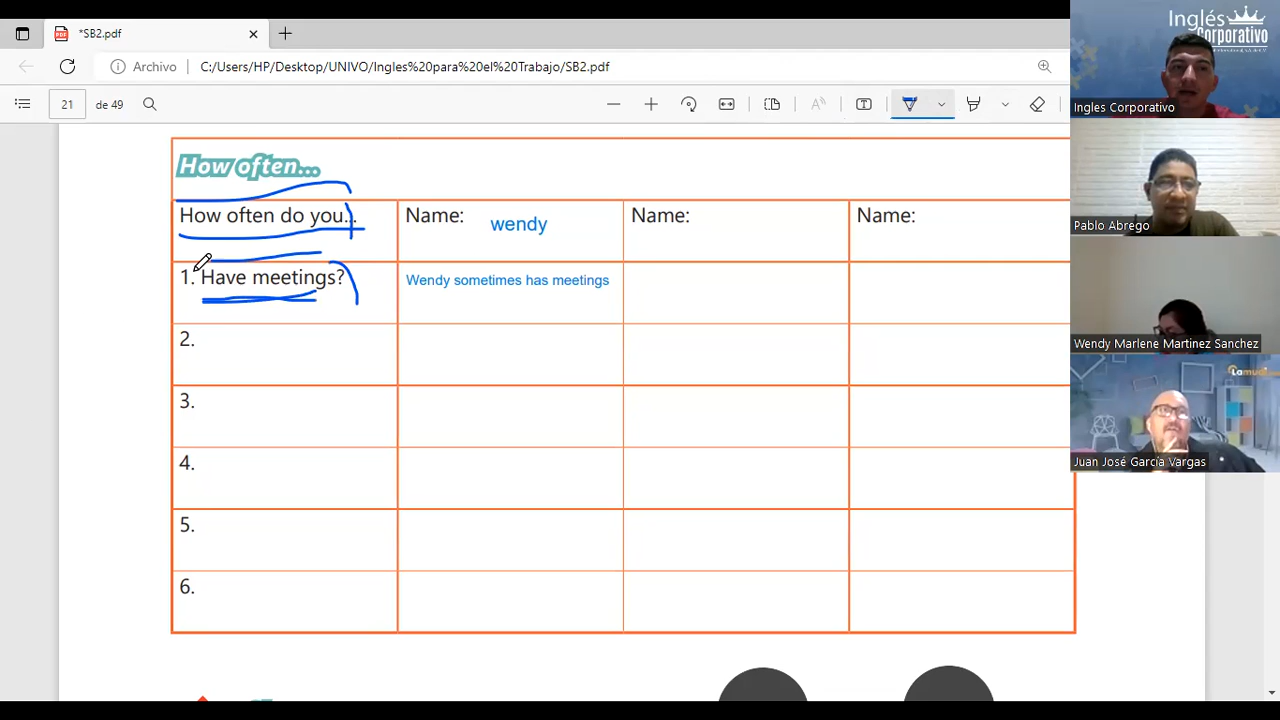 *SB2.pdf
Archivo
C:/Users/HP/Desktop/UNIVO/Ingles%20para%20el%20Trabajo/SB2.pdf
21 de 49
How often...
How often do you...
Name: wendy
Name:
Name:
1. Have meetings?
Wendy sometimes has meetings
2.
3.
4.
5.
6.
Inglés
Corporativo
Ingles Corporativo
Pablo Abrego
Wendy Marlene Martinez Sanchez
Juan José García Vargas